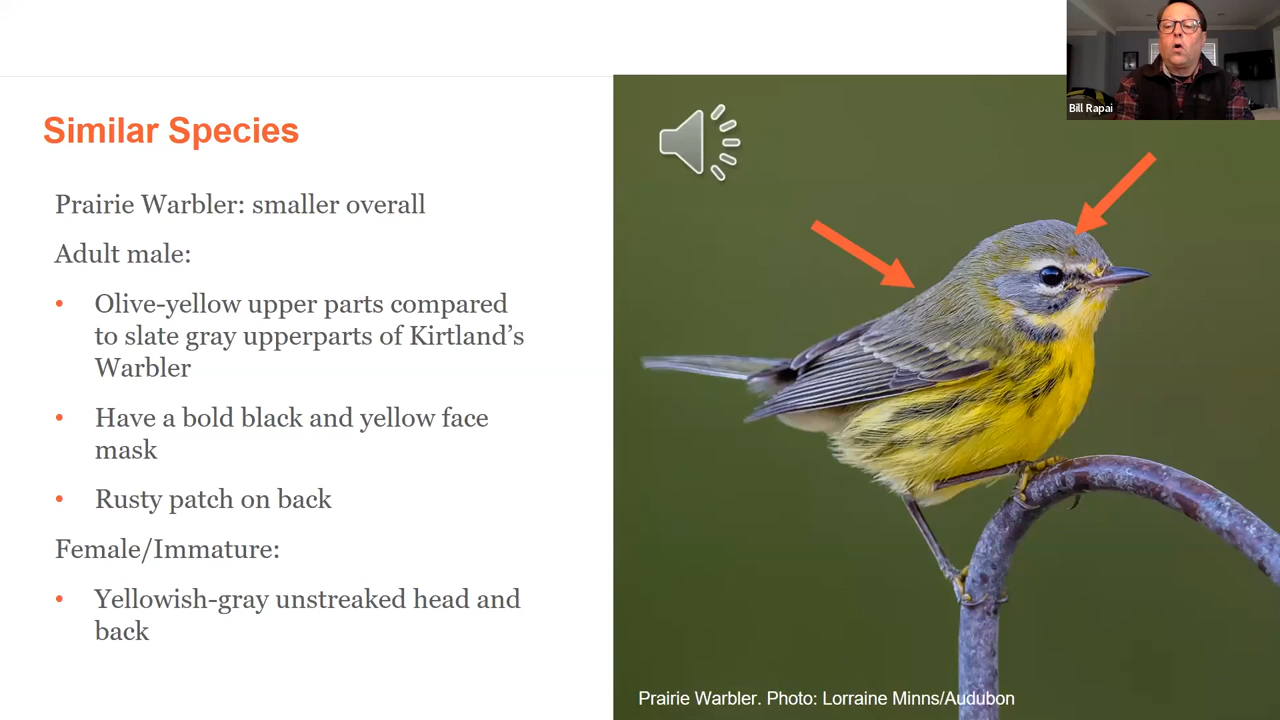 Bill Rapai
Similar Species
Prairie Warbler: smaller overall
Adult male:
• Olive-yellow upper parts compared
to slate gray upperparts of Kirtland’s
Warbler
• Have a bold black and yellow face
mask
• Rusty patch on back
Female/Immature:
• Yellowish-gray unstreaked head and
back
Prairie Warbler. Photo: Lorraine Minns/Audubon